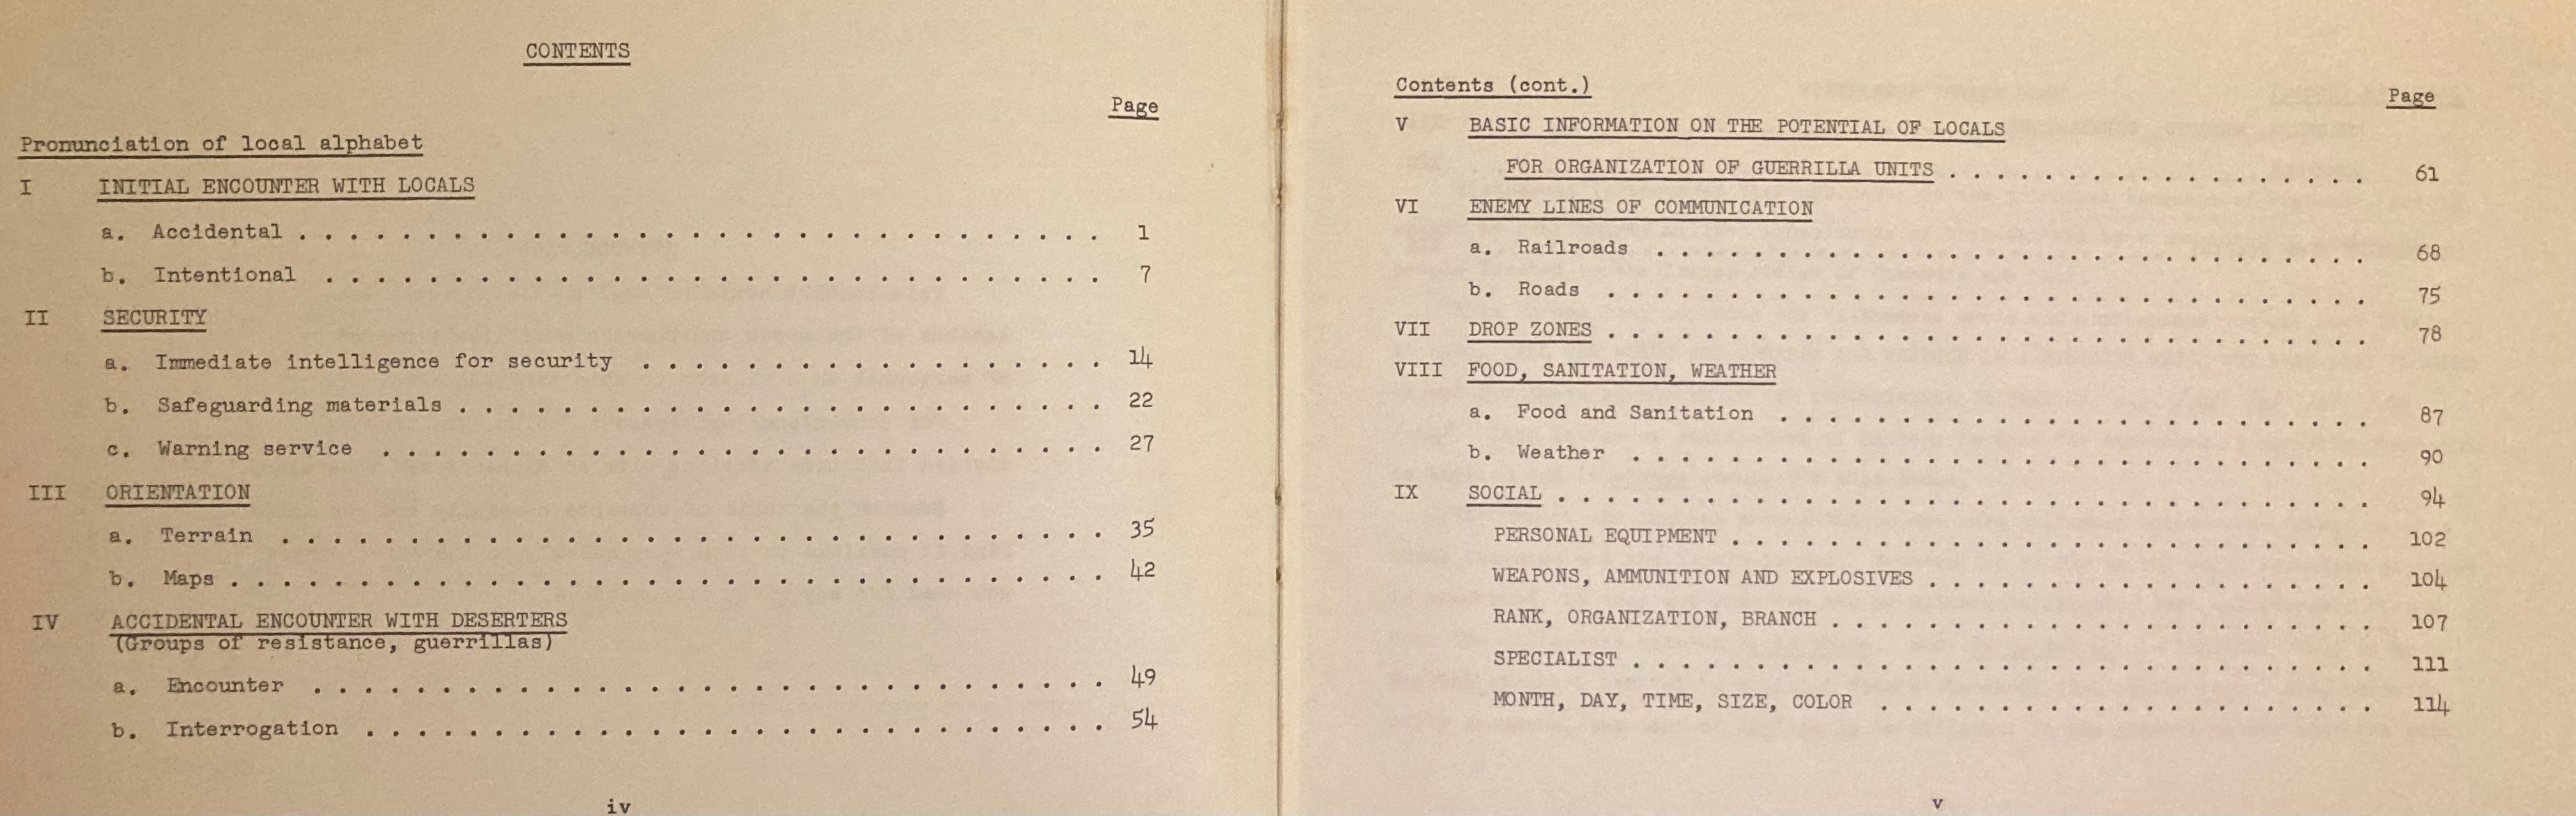 CONTENTS
Page
Pronunciation of local alphabet
I INITIAL ENCOUNTER WITH LOCALS
a. Accidental . . . . . . . . . . . . . . . . . . . . . . . . . . . . . . . 1
b. Intentional . . . . . . . . . . . . . . . . . . . . . . . . . . . . . . 7
II SECURITY
a. Immediate intelligence for security . . . . . . . . . . . . . . . . . . 14
b. Safeguarding materials . . . . . . . . . . . . . . . . . . . . . . . . . 22
c. Warning service . . . . . . . . . . . . . . . . . . . . . . . . . . . . 27
III ORIENTATION
a. Terrain . . . . . . . . . . . . . . . . . . . . . . . . . . . . . . . . 35
b. Maps . . . . . . . . . . . . . . . . . . . . . . . . . . . . . . . . . . 42
IV ACCIDENTAL ENCOUNTER WITH DESERTERS
(Groups of resistance, guerrillas)
a. Encounter . . . . . . . . . . . . . . . . . . . . . . . . . . . . . . . 49
b. Interrogation . . . . . . . . . . . . . . . . . . . . . . . . . . . . . 54
iv
Contents (cont.)
Page
V BASIC INFORMATION ON THE POTENTIAL OF LOCALS
FOR ORGANIZATION OF GUERRILLA UNITS . . . . . . . . . . . . . . . . . . 61
VI ENEMY LINES OF COMMUNICATION
a. Railroads . . . . . . . . . . . . . . . . . . . . . . . . . . . . . 68
b. Roads . . . . . . . . . . . . . . . . . . . . . . . . . . . . . . . 75
VII DROP ZONES . . . . . . . . . . . . . . . . . . . . . . . . . . . . . . . 78
VIII FOOD, SANITATION, WEATHER
a. Food and Sanitation . . . . . . . . . . . . . . . . . . . . . . . . 87
b. Weather . . . . . . . . . . . . . . . . . . . . . . . . . . . . . . 90
IX SOCIAL . . . . . . . . . . . . . . . . . . . . . . . . . . . . . . . . . 94
PERSONAL EQUIPMENT . . . . . . . . . . . . . . . . . . . . . . . . . . 102
WEAPONS, AMMUNITION AND EXPLOSIVES . . . . . . . . . . . . . . . . . . 104
RANK, ORGANIZATION, BRANCH . . . . . . . . . . . . . . . . . . . . . . 107
SPECIALIST . . . . . . . . . . . . . . . . . . . . . . . . . . . . . . 111
MONTH, DAY, TIME, SIZE, COLOR . . . . . . . . . . . . . . . . . . . . 114
v